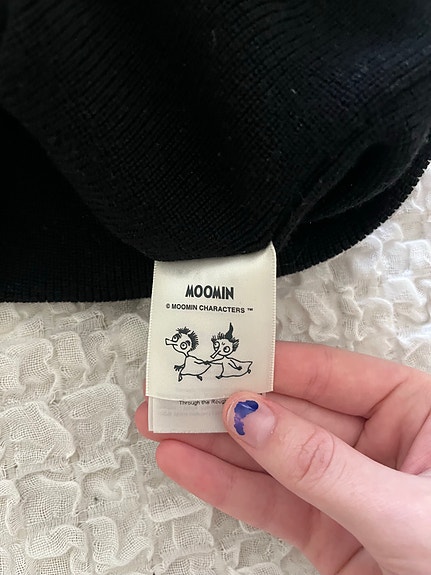 MOOMIN
© MOOMIN CHARACTERS ™
Through the